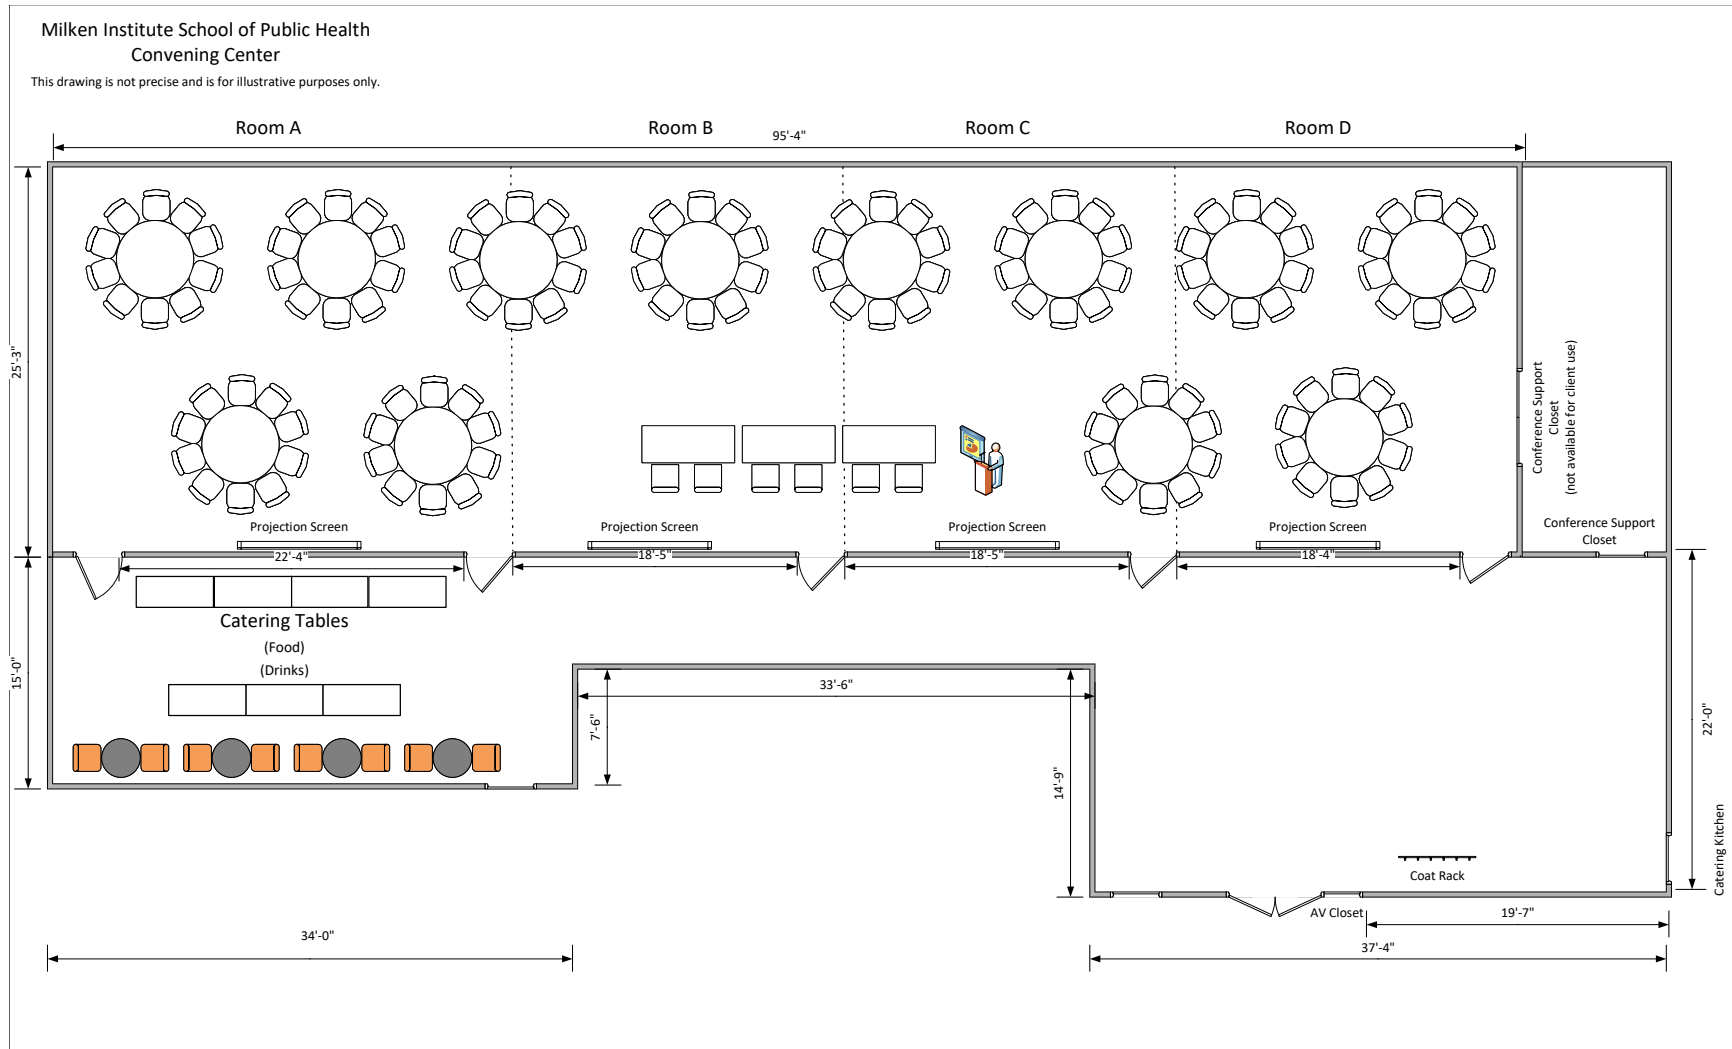 Milken Institute School of Public Health
Convening Center
This drawing is not precise and is for illustrative purposes only.
Room A
Room B
Room C
Room D
95'-4"
25'-3"
Projection Screen
Projection Screen
Projection Screen
Projection Screen
22'-4"
18'-5"
18'-5"
18'-4"
Conference Support
Closet
(not available for client use)
Conference Support
Closet
Catering Tables
(Food)
(Drinks)
15'-0"
33'-6"
7'-6"
14'-9"
22'-0"
Catering Kitchen
Coat Rack
AV Closet
19'-7"
34'-0"
37'-4"